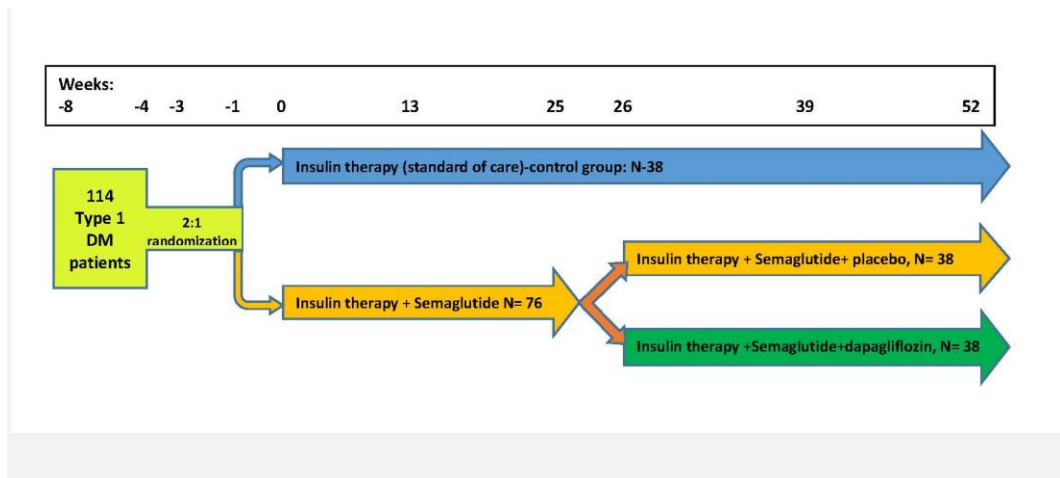 Weeks:
-8 -4 -3 -1 0 13 25 26 39 52
Insulin therapy (standard of care)-control group: N-38
114
Type 1
DM
patients
2:1
randomization
Insulin therapy + Semaglutide+ placebo, N= 38
Insulin therapy + Semaglutide N= 76
Insulin therapy +Semaglutide+dapagliflozin, N= 38